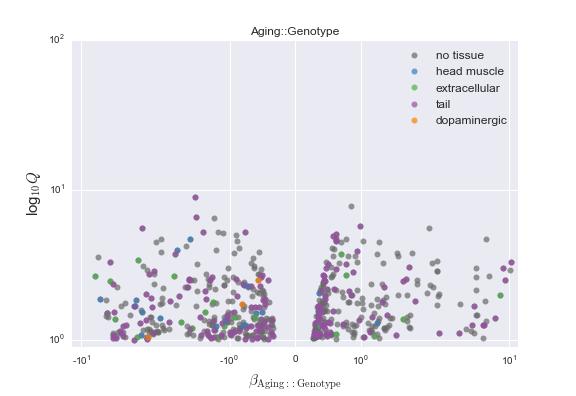 Aging::Genotype
10²
no tissue
head muscle
extracellular
tail
dopaminergic
log₁₀ Q
10¹
10⁰
-10¹
-10⁰
0
10⁰
10¹
β Aging::Genotype